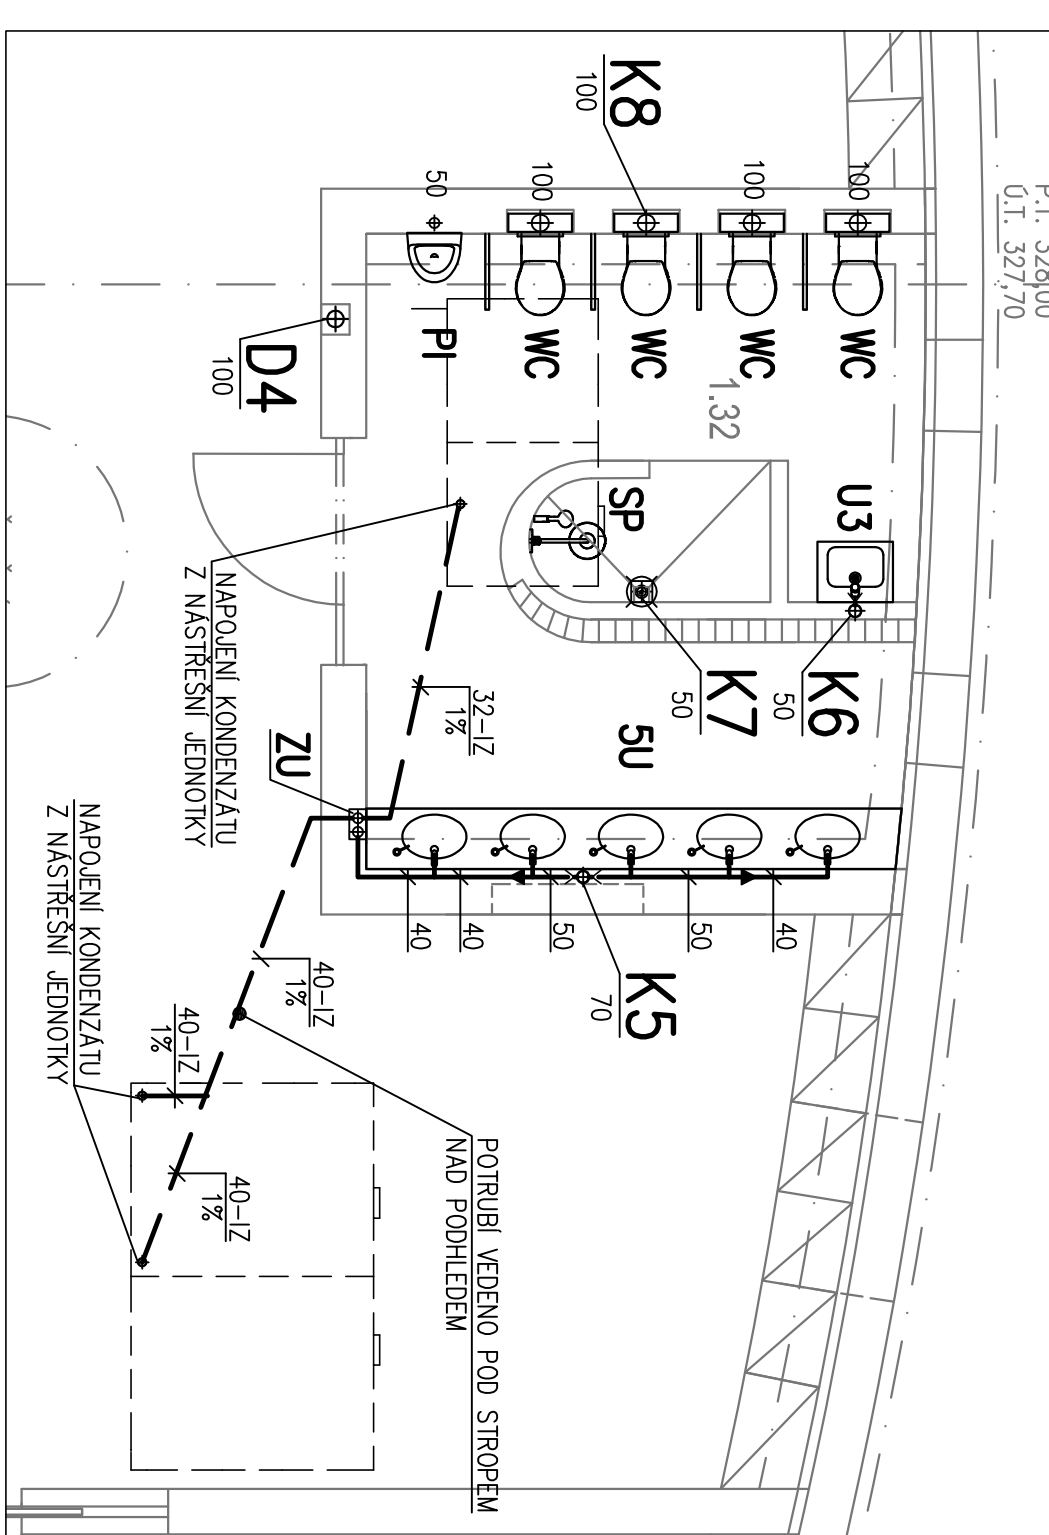 P.T. 328,00
Ú.T. 327,70
K8
100
100
100
100
50
WC
WC
WC
WC
PI
1.32
D4
100
U3
SP
K6
50
K7
50
5U
ZU
NAPOJENÍ KONDENZÁTU
Z NÁSTŘEŠNÍ JEDNOTKY
32-IZ
1%
40
50
50
40
40
K5
70
40-IZ
1%
40-IZ
1%
40-IZ
1%
NAPOJENÍ KONDENZÁTU
Z NÁSTŘEŠNÍ JEDNOTKY
POTRUBÍ VEDENO POD STROPEM
NAD PODHLEDEM